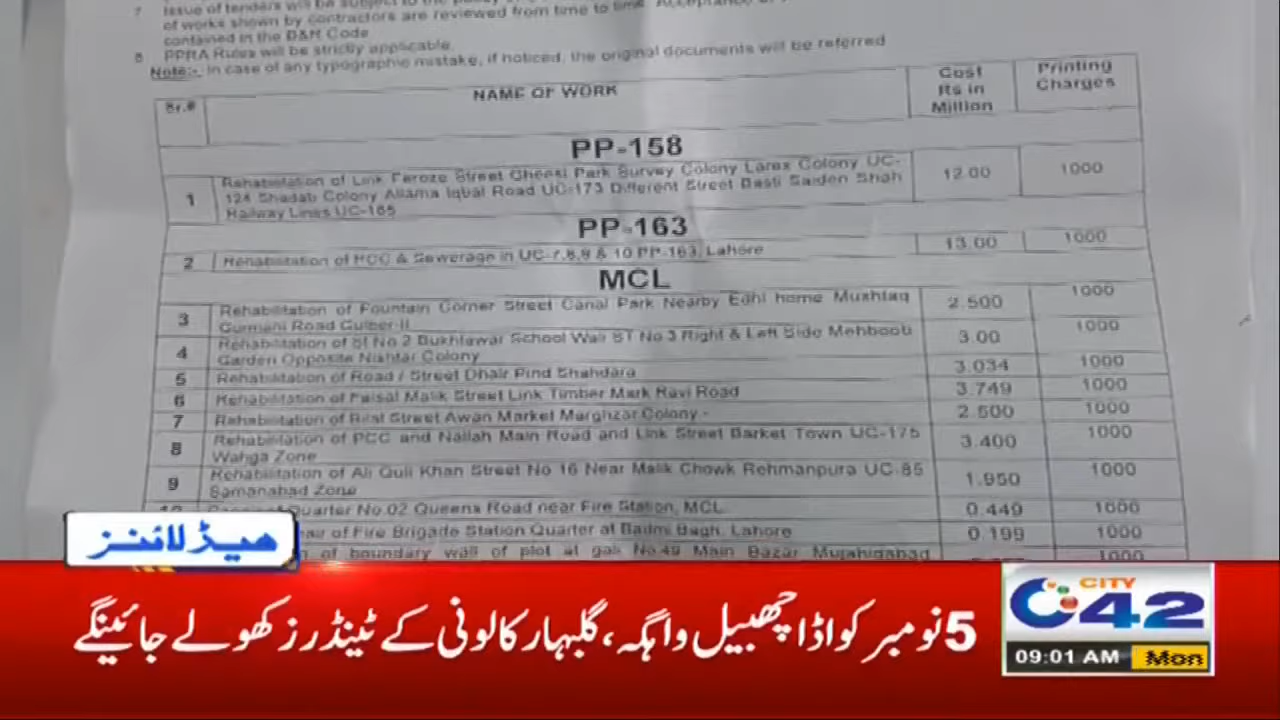 7 Issue of tenders will be subject to the policy
of works shown by contractors are reviewed from time to time. Acceptance
contained in the B&R Code
8 PPRA Rules will be strictly applicable.
Note:- In case of any typographic mistake, if noticed, the original documents will be referred
Sr.# NAME OF WORK Cost Rs in Million Printing Charges
PP-158
1 Rehabilitation of Link Feroze Street Ghensi Park Survey Colony Larex Colony UC- 12.00 1000
124 Shadab Colony Allama Iqbal Road UC-173 Different Street Basti Saiden Shah
Railway Lines UC-165
PP-163
2 Rehabilitation of PCC & Sewerage in UC-7,8,9 & 10 PP-163, Lahore 13.00 1000
MCL
3 Rehabilitation of Fountain Corner Street Canal Park Nearby Edhi home Mushtaq 2.500 1000
Gurmani Road Gulber-II
4 Rehabilitation of St No 2 Bukhtawar School Wali ST No 3 Right & Left Side Mehboob 3.00 1000
Garden Opposite Nishtar Colony
5 Rehabilitation of Road / Street Dhair Pind Shahdara 3.034 1000
6 Rehabilitation of Faisal Malik Street Link Timber Mark Ravi Road 3.749 1000
7 Rehabilitation of Street Awan Market Marghzar Colony - 2.500 1000
8 Rehabilitation of PCC and Nallah Main Road and Link Street Barket Town UC-175 3.400 1000
Wahga Zone
9 Rehabilitation of Ali Quli Khan Street No 16 Near Malik Chowk Rehmanpura UC-85 1.950 1000
Samanabad Zone
Quarter No.02 Queens Road near Fire Station, MCL 0.449 1000
of Fire Brigade Station Quarter at Badmi Bagh, Lahore 0.199 1000
of boundary wall of plot at gali No.49 Main Bazar Mujahidabad 1000
ہیڈلائنز
5 نومبر کو اڈا چھبیل واہگہ، گلبہار کالونی کے ٹینڈرز کھولے جائینگے
CITY
42
09:01 AM Mon